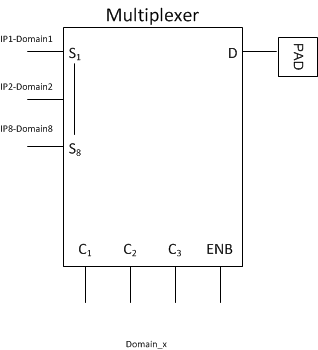 Multiplexer
IP1-Domain1
S1
D
PAD
IP2-Domain2
IP8-Domain8
S8
C1 C2 C3 ENB
Domain_x